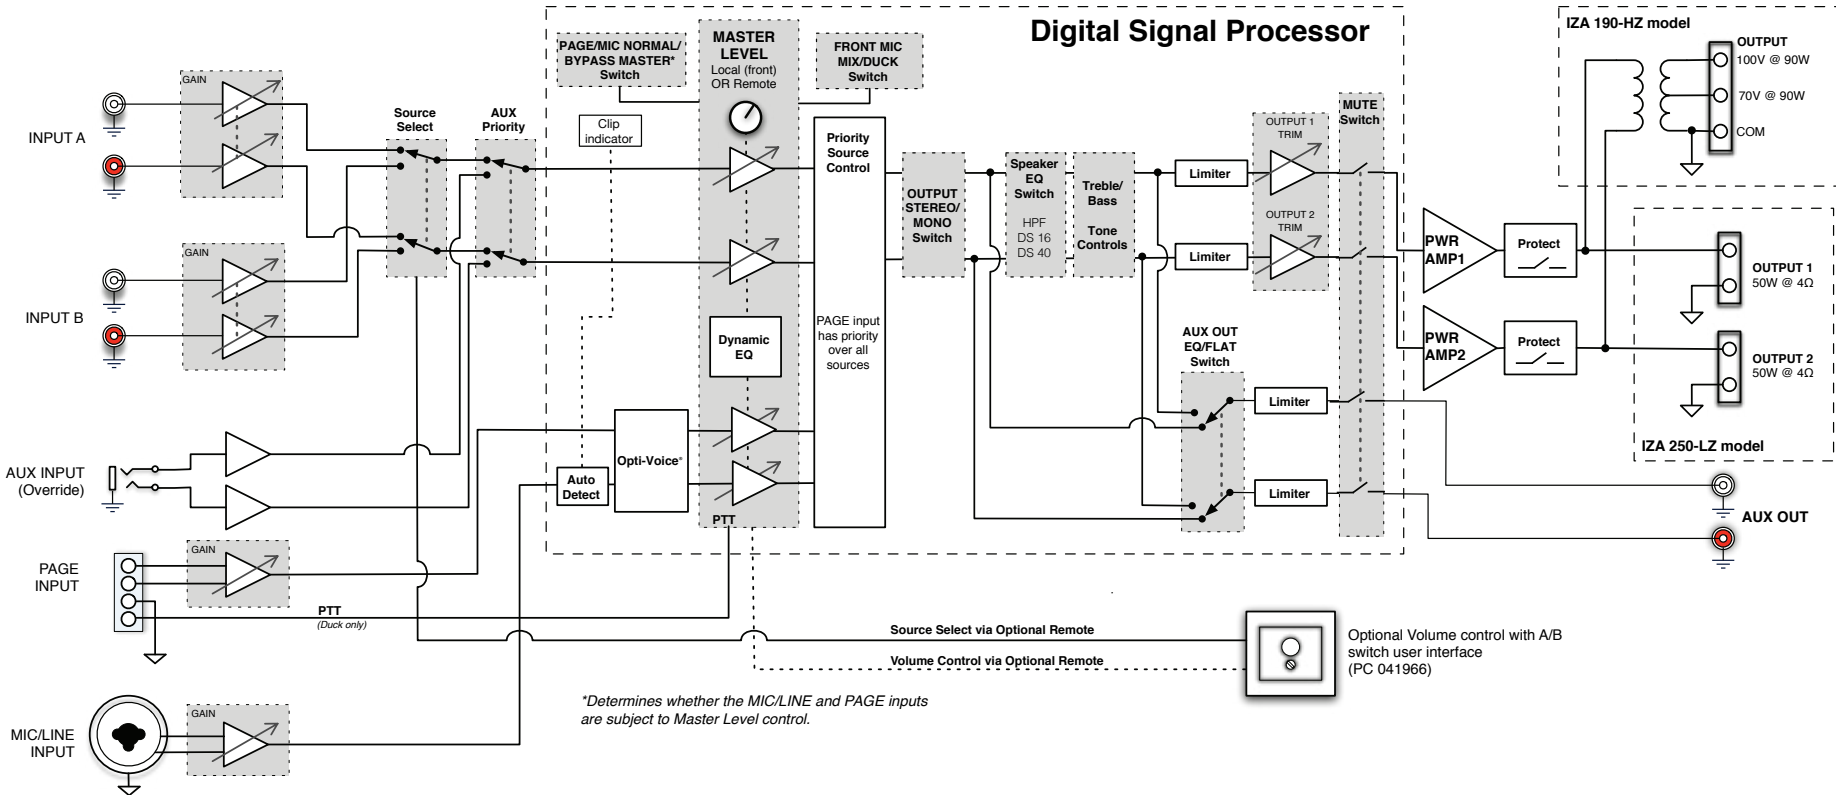 Digital Signal Processor
IZA 190-HZ model
OUTPUT
100V @ 90W
70V @ 90W
COM
PAGE/MIC NORMAL/
BYPASS MASTER*
Switch
MASTER
LEVEL
Local (front)
OR Remote
FRONT MIC
MIX/DUCK
Switch
GAIN
INPUT A
Source
Select
AUX
Priority
Clip
indicator
Priority
Source
Control
PAGE input
has priority
over all
sources
OUTPUT
STEREO/
MONO
Switch
Speaker
EQ
Switch
HPF
DS 16
DS 40
Treble/
Bass
Tone
Controls
Limiter
Limiter
OUTPUT 1
TRIM
OUTPUT 2
TRIM
MUTE
Switch
PWR
AMP1
Protect
PWR
AMP2
Protect
OUTPUT 1
50W @ 4Ω
OUTPUT 2
50W @ 4Ω
IZA 250-LZ model
GAIN
INPUT B
Dynamic
EQ
AUX OUT
EQ/FLAT
Switch
Limiter
Limiter
AUX OUT
AUX INPUT
(Override)
Opti-Voice*
Auto
Detect
PTT
PAGE
INPUT
GAIN
PTT
(Duck only)
Source Select via Optional Remote
Volume Control via Optional Remote
Optional Volume control with A/B
switch user interface
(PC 041966)
*Determines whether the MIC/LINE and PAGE inputs
are subject to Master Level control.
MIC/LINE
INPUT
GAIN